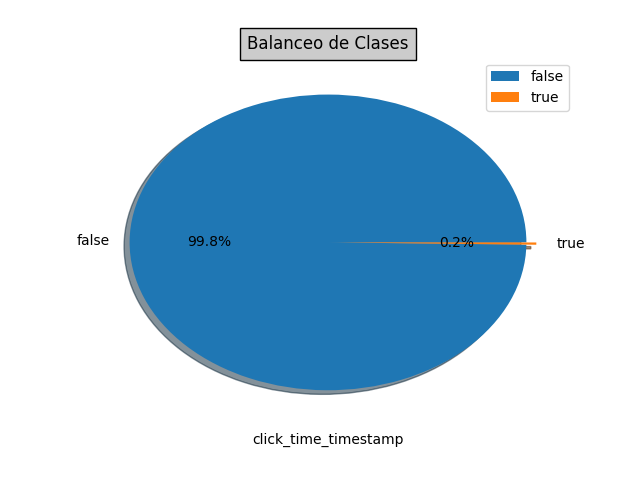 Balanceo de Clases
false
true
false
99.8%
0.2%
true
click_time_timestamp